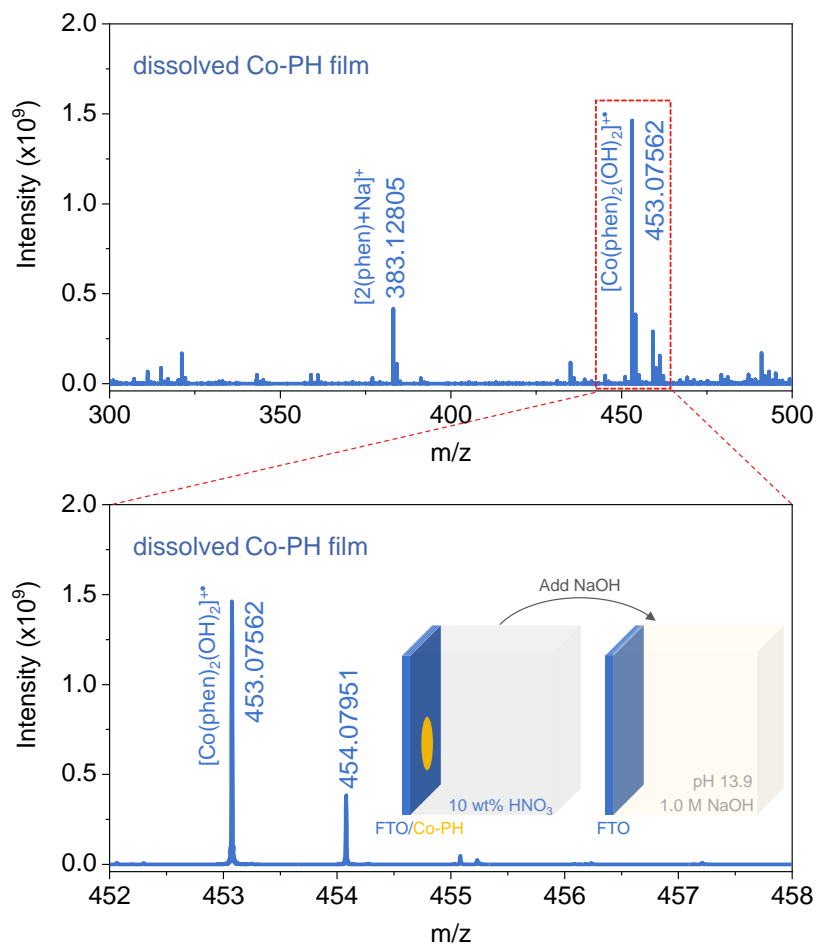 dissolved Co-PH film
Intensity (x10⁹)
2.0
1.5
1.0
0.5
0.0
[2(phen)+Na]⁺
383.12805
[Co(phen)₂(OH)₂]⁺•
453.07562
300
350
400
450
500
m/z
dissolved Co-PH film
Intensity (x10⁹)
2.0
1.5
1.0
0.5
0.0
[Co(phen)₂(OH)₂]⁺•
453.07562
454.07951
Add NaOH
10 wt% HNO₃
FTO/Co-PH
pH 13.9
1.0 M NaOH
FTO
452
453
454
455
456
457
458
m/z